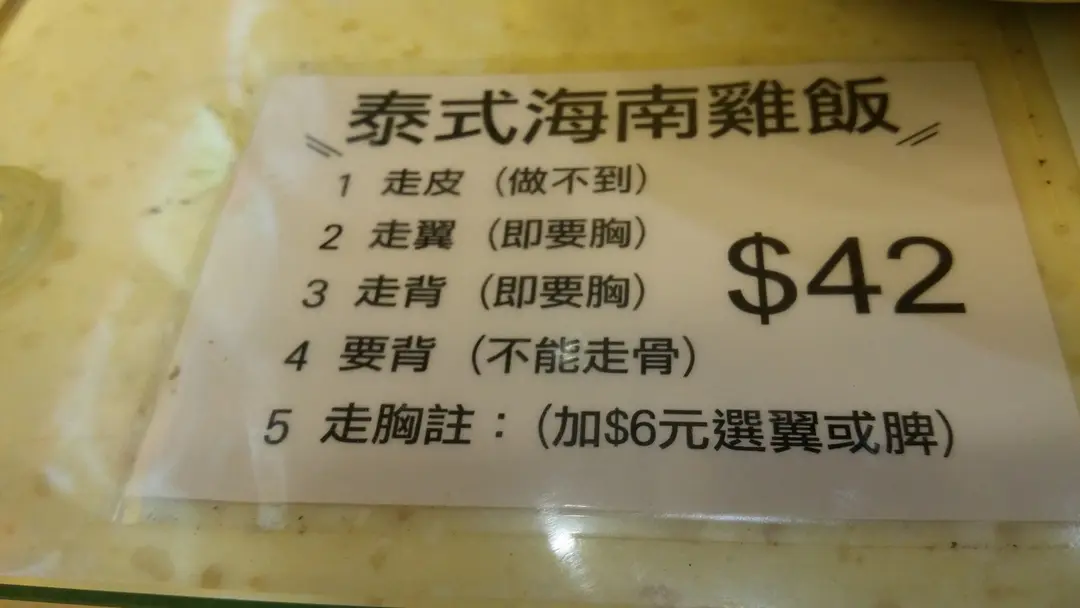 泰式海南雞飯
1 走皮 (做不到)
2 走翼 (即要胸)
3 走背 (即要胸)
$42
4 要背 (不能走骨)
5 走胸註：(加$6元選翼或脾)